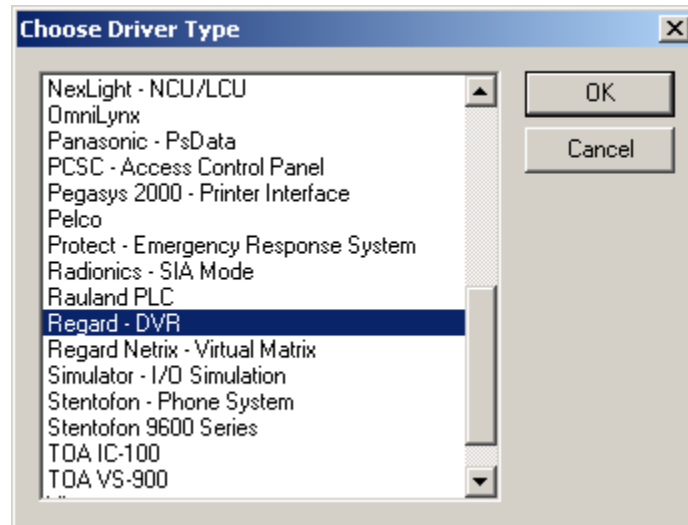 Choose Driver Type
NexLight - NCU/LCU
OmniLynx
Panasonic - PsData
PCSC - Access Control Panel
Pegasys 2000 - Printer Interface
Pelco
Protect - Emergency Response System
Radionics - SIA Mode
Rauland PLC
Regard - DVR
Regard Netrix - Virtual Matrix
Simulator - I/O Simulation
Stentofon - Phone System
Stentofon 9600 Series
TOA IC-100
TOA VS-900
OK
Cancel